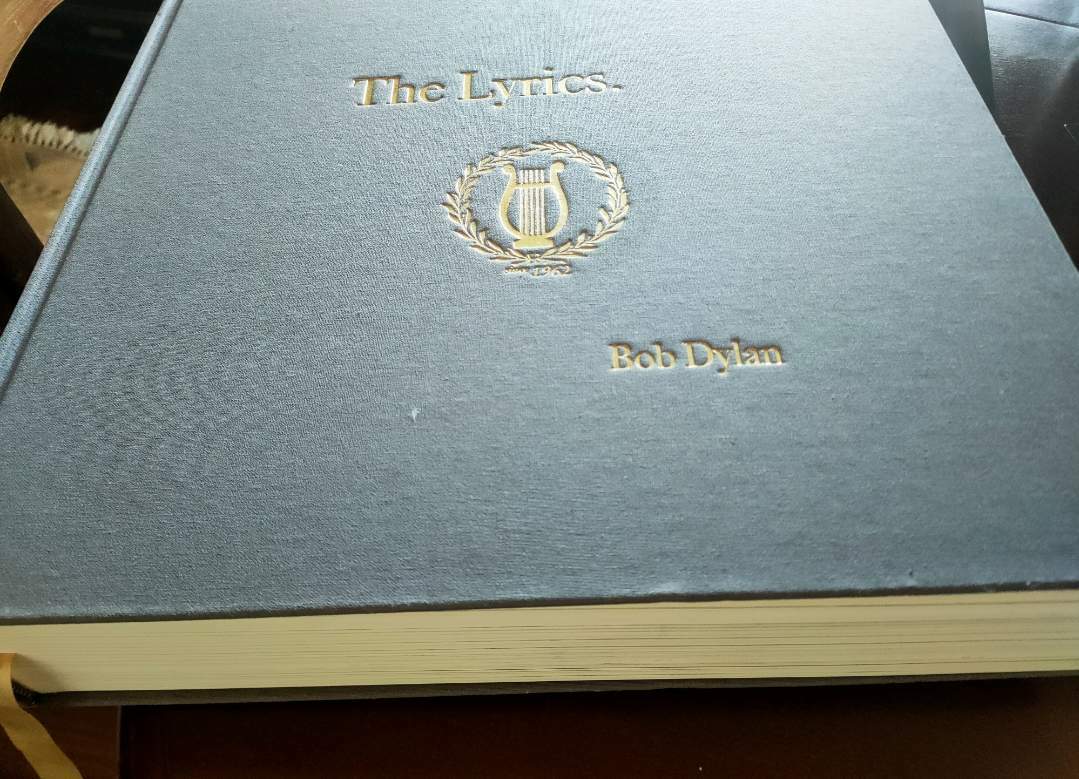 The Lyrics.
since 1962
Bob Dylan